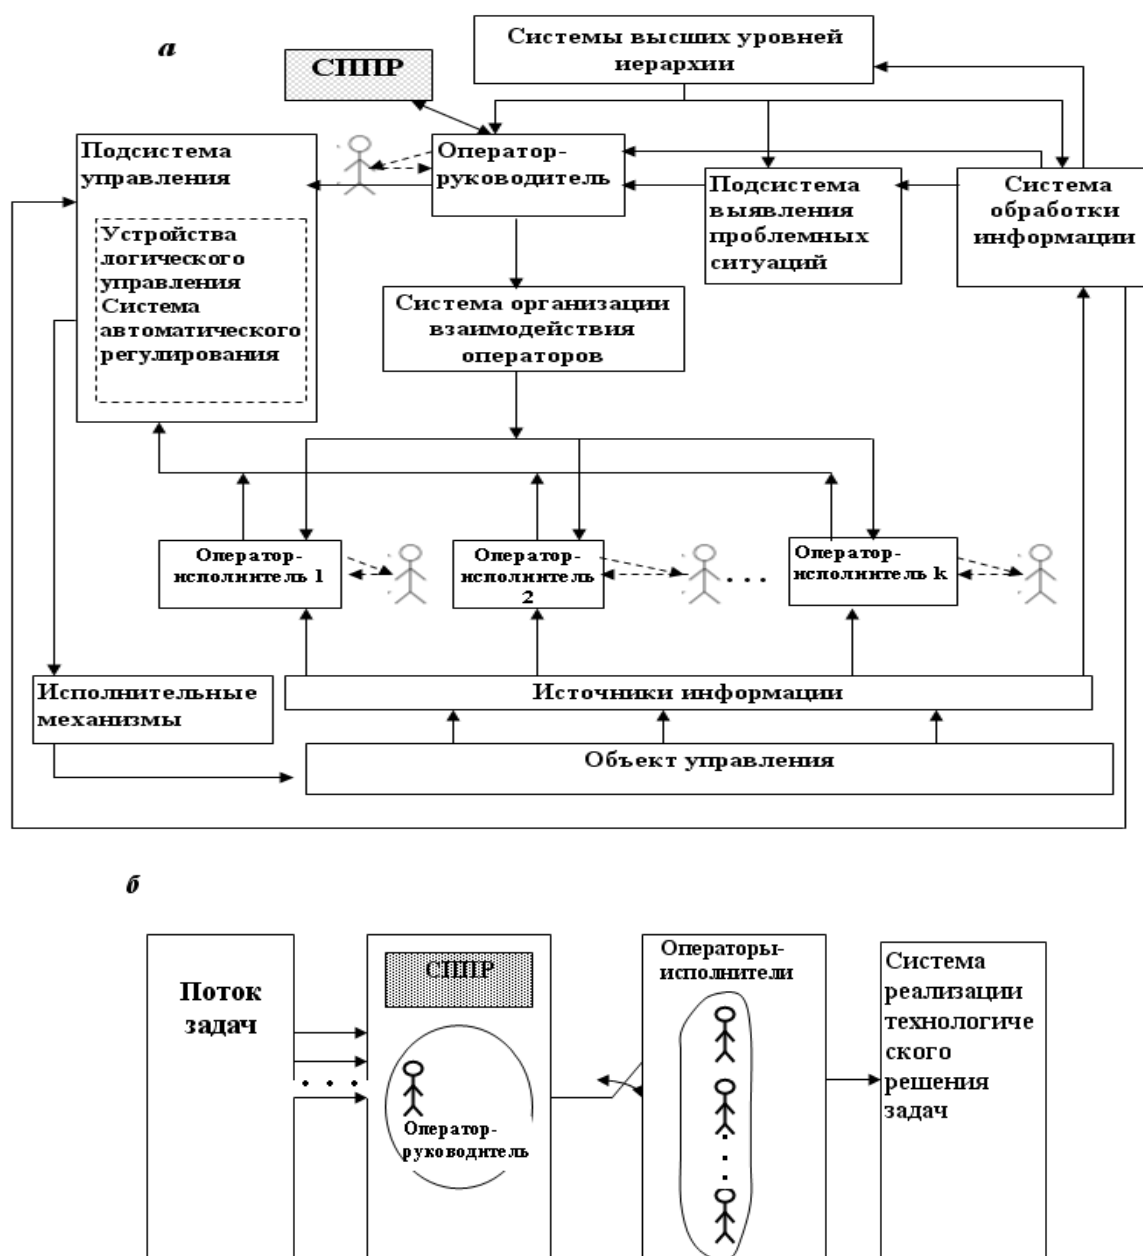 а
Системы высших уровней
иерархии
СППР
Подсистема
управления
Оператор-
руководитель
Подсистема
выявления
проблемных
ситуаций
Система
обработки
информации
Устройства
логического
управления
Система
автоматического
регулирования
Система организации
взаимодействия
операторов
Оператор-
исполнитель 1
Оператор-
исполнитель
2
. . .
Оператор-
исполнитель k
Исполнительные
механизмы
Источники информации
Объект управления
б
Поток
задач
. . . .
СППР
Оператор-
руководитель
Операторы-
исполнители
Система
реализации
технологиче
ского
решения
задач